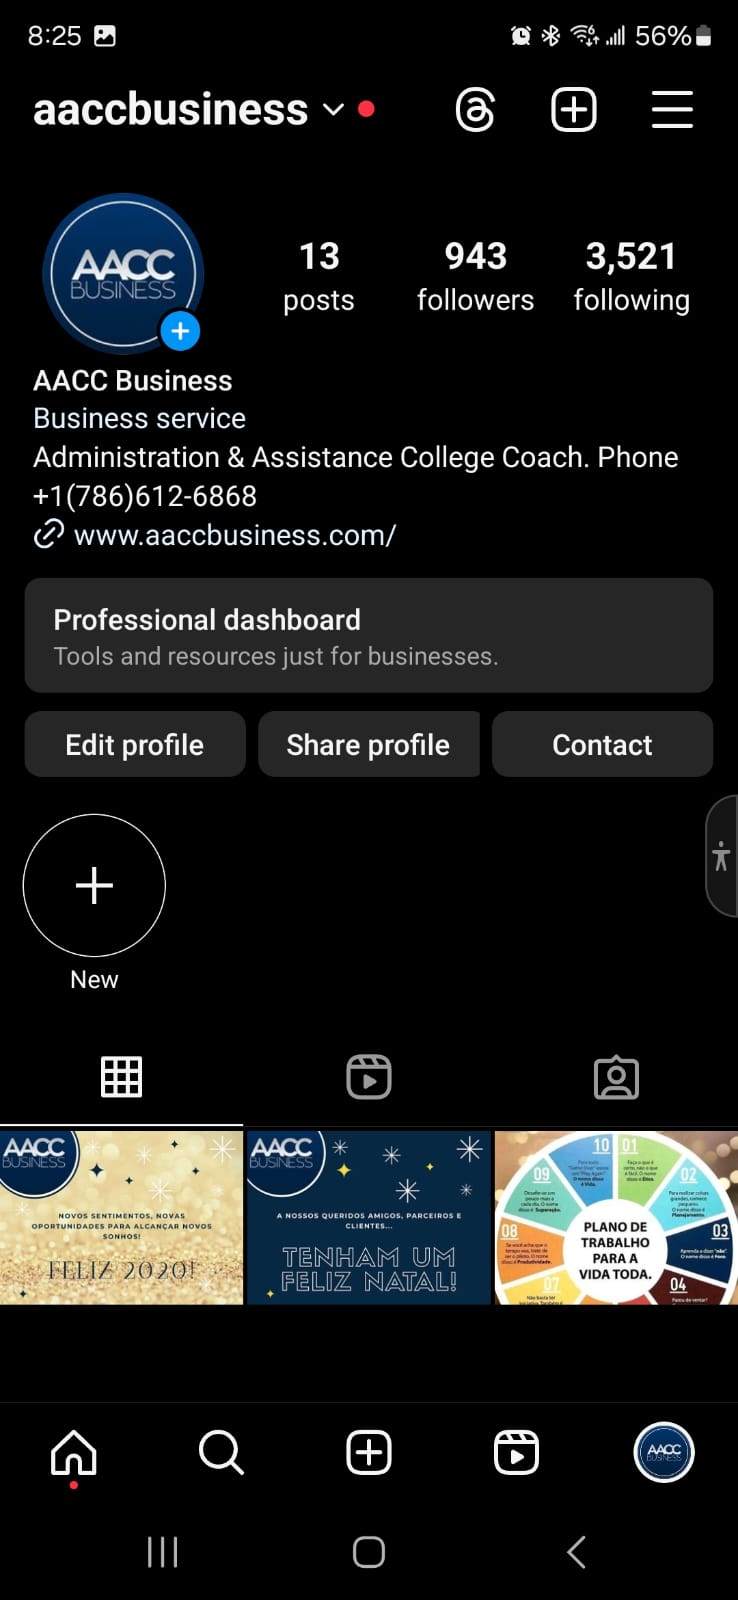 8:25
56%
aaccbusiness
AACC
BUSINESS
13
posts
943
followers
3,521
following
AACC Business
Business service
Administration & Assistance College Coach. Phone
+1(786)612-6868
www.aaccbusiness.com/
Professional dashboard
Tools and resources just for businesses.
Edit profile
Share profile
Contact
New
AACC
BUSINESS
NOVOS SENTIMENTOS, NOVAS
OPORTUNIDADES PARA ALCANÇAR NOVOS
SONHOS!
FELIZ 2020!
AACC
BUSINESS
A NOSSOS QUERIDOS AMIGOS, PARCEIROS E
CLIENTES...
TENHAM UM
FELIZ NATAL!
10
01
09
02
08
03
07
04
PLANO DE
TRABALHO
PARA A
VIDA TODA.
AACC
BUSINESS